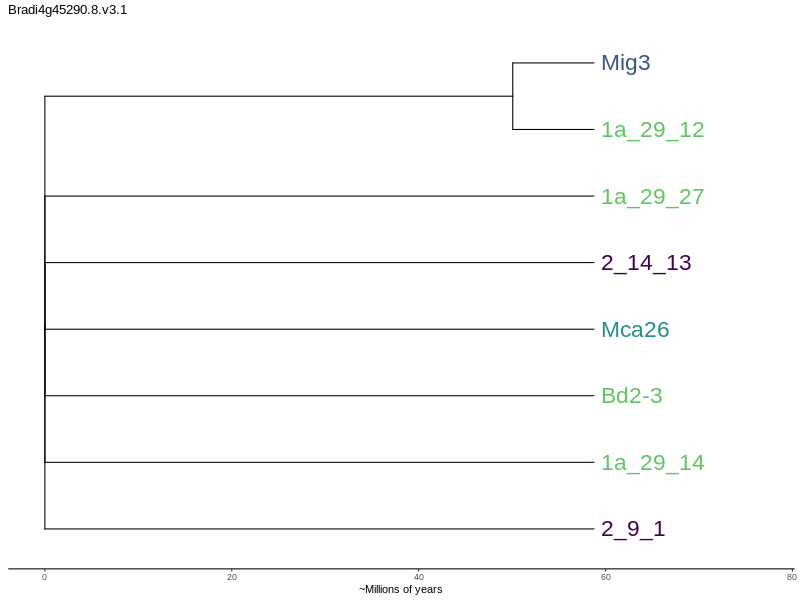 Bradi4g45290.8.v3.1
Mig3
1a_29_12
1a_29_27
2_14_13
Mca26
Bd2-3
1a_29_14
2_9_1
0 20 40 60 80
~Millions of years